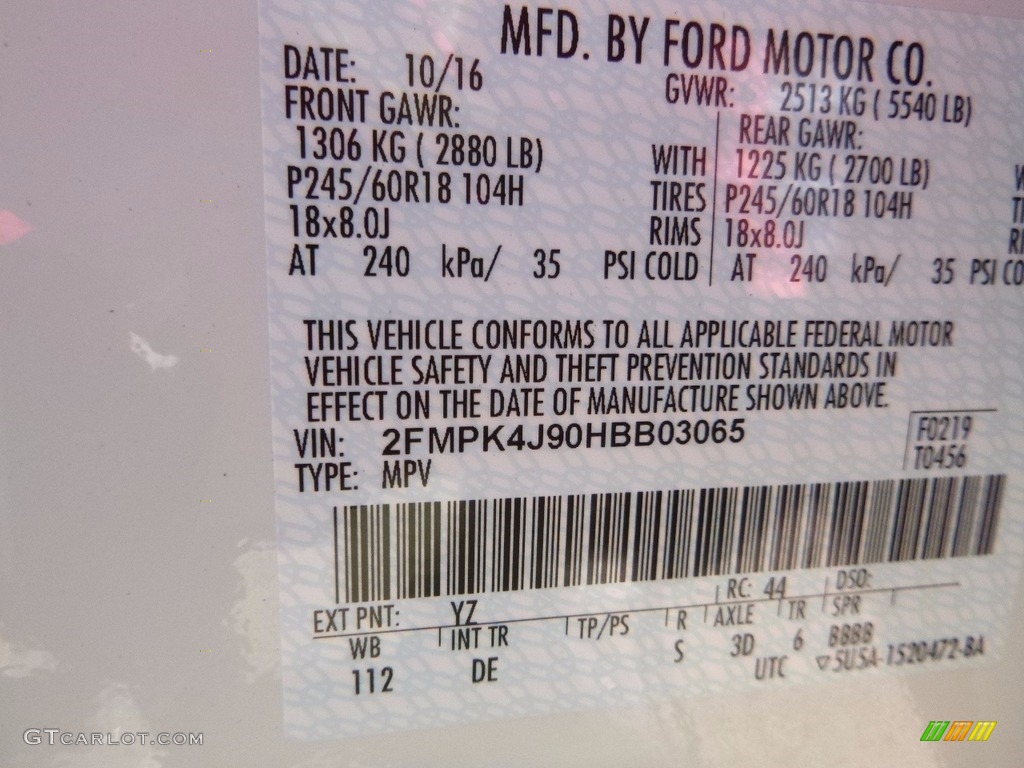 MFD. BY FORD MOTOR CO.
DATE: 10/16 GVWR: 2513 KG ( 5540 LB)
FRONT GAWR: REAR GAWR:
1306 KG ( 2880 LB) WITH 1225 KG ( 2700 LB)
P245/60R18 104H TIRES P245/60R18 104H
18x8.0J RIMS 18x8.0J
AT 240 kPa/ 35 PSI COLD AT 240 kPa/ 35 PSI CO
THIS VEHICLE CONFORMS TO ALL APPLICABLE FEDERAL MOTOR
VEHICLE SAFETY AND THEFT PREVENTION STANDARDS IN
EFFECT ON THE DATE OF MANUFACTURE SHOWN ABOVE.
VIN: 2FMPK4J90HBB03065 F0219
TYPE: MPV T0456
EXT PNT: YZ RC: 44 DSO:
WB INT TR TP/PS R AXLE TR SPR
112 DE S 3D 6 BBBB
UTC ▽5USA-1520472-BA
GTCARLOT.COM